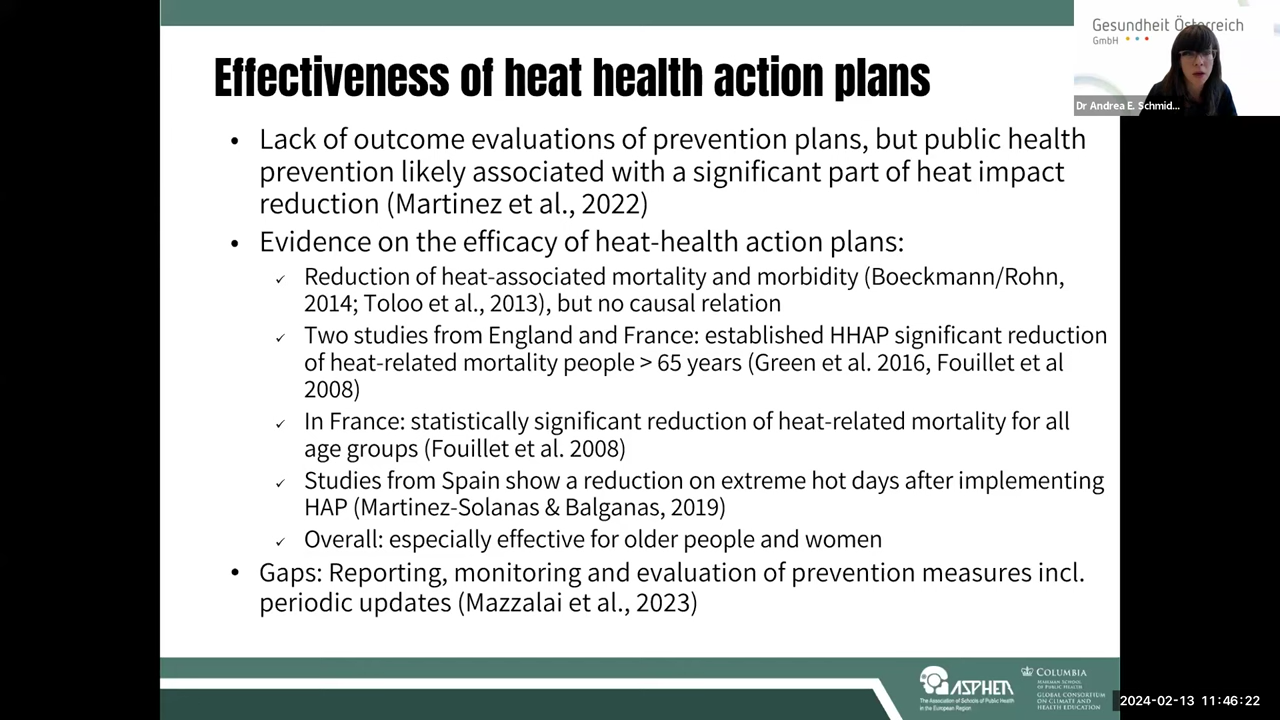 Effectiveness of heat health action plans
• Lack of outcome evaluations of prevention plans, but public health
prevention likely associated with a significant part of heat impact
reduction (Martinez et al., 2022)
• Evidence on the efficacy of heat-health action plans:
✓ Reduction of heat-associated mortality and morbidity (Boeckmann/Rohn,
2014; Toloo et al., 2013), but no causal relation
✓ Two studies from England and France: established HHAP significant reduction
of heat-related mortality people > 65 years (Green et al. 2016, Fouillet et al
2008)
✓ In France: statistically significant reduction of heat-related mortality for all
age groups (Fouillet et al. 2008)
✓ Studies from Spain show a reduction on extreme hot days after implementing
HAP (Martinez-Solanas & Balganas, 2019)
✓ Overall: especially effective for older people and women
• Gaps: Reporting, monitoring and evaluation of prevention measures incl.
periodic updates (Mazzalai et al., 2023)
Gesundheit Österreich
GmbH
Dr Andrea E. Schmid...
ASPHER
The Association of Schools of Public Health
in the European Region
COLUMBIA
MAILMAN SCHOOL
OF PUBLIC HEALTH
GLOBAL CONSORTIUM
ON CLIMATE AND
HEALTH EDUCATION
2024-02-13 11:46:22